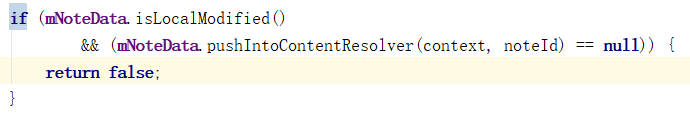 if (mNoteData.isLocalModified()
        && (mNoteData.pushIntoContentResolver(context, noteId) == null)) {
    return false;
}